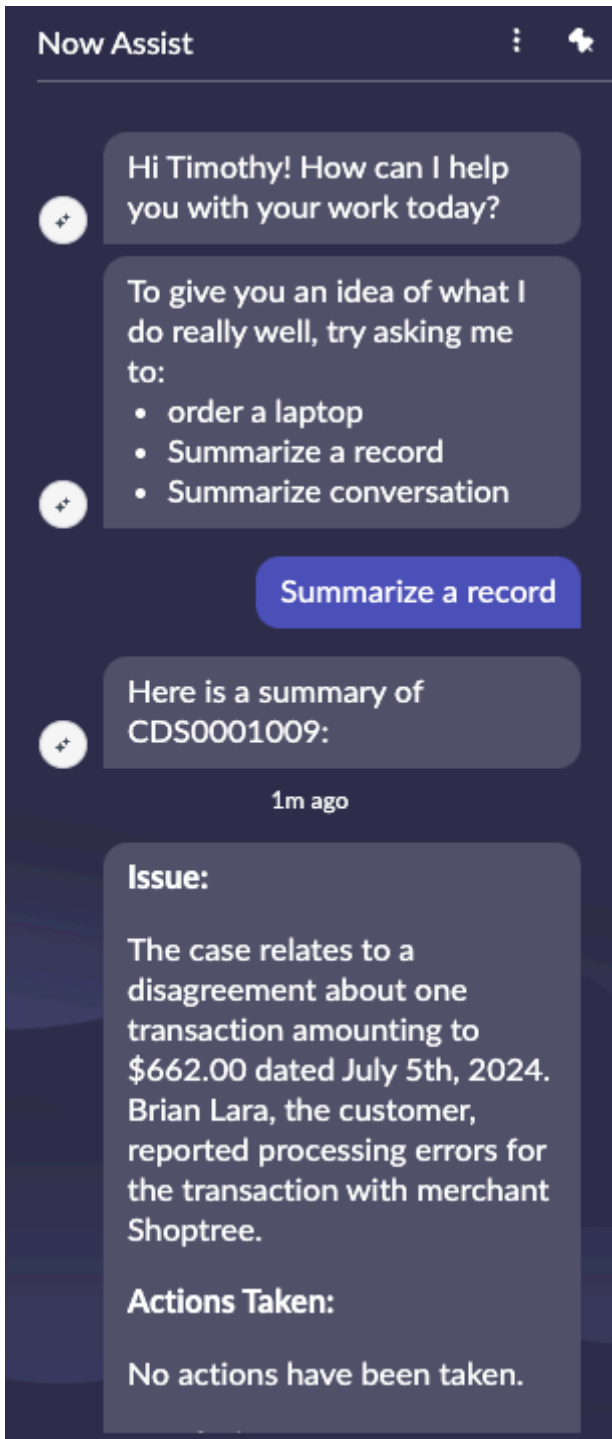 Now Assist
Hi Timothy! How can I help
you with your work today?
To give you an idea of what I
do really well, try asking me
to:
• order a laptop
• Summarize a record
• Summarize conversation
Summarize a record
Here is a summary of
CDS0001009:
1m ago
Issue:
The case relates to a
disagreement about one
transaction amounting to
$662.00 dated July 5th, 2024.
Brian Lara, the customer,
reported processing errors for
the transaction with merchant
Shoptree.
Actions Taken:
No actions have been taken.